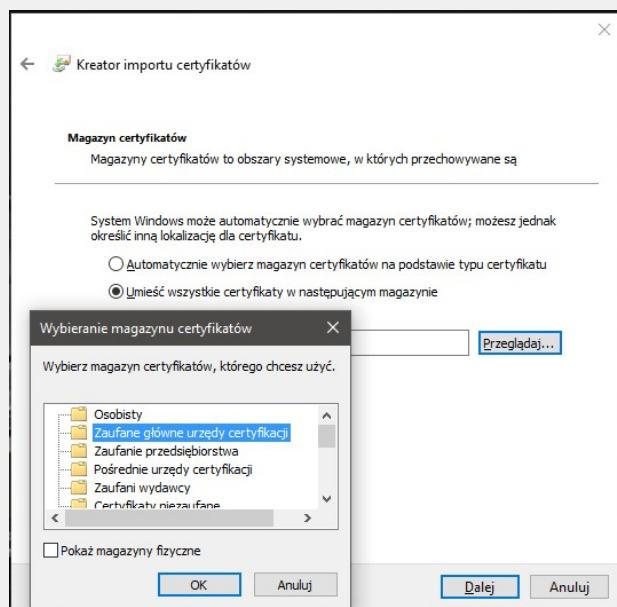 Kreator importu certyfikatów
Magazyn certyfikatów
Magazyny certyfikatów to obszary systemowe, w których przechowywane są
System Windows może automatycznie wybrać magazyn certyfikatów; możesz jednak
określić inną lokalizację dla certyfikatu.
Automatycznie wybierz magazyn certyfikatów na podstawie typu certyfikatu
Umieść wszystkie certyfikaty w następującym magazynie
Przeglądaj...
Wybieranie magazynu certyfikatów
Wybierz magazyn certyfikatów, którego chcesz użyć.
Osobisty
Zaufane główne urzędy certyfikacji
Zaufanie przedsiębiorstwa
Pośrednie urzędy certyfikacji
Zaufani wydawcy
Certyfikaty niezaufane
Pokaż magazyny fizyczne
OK
Anuluj
Dalej
Anuluj